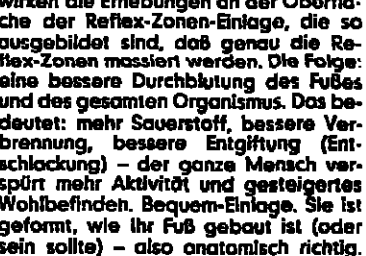 wirken die Erhebungen an der Oberflä-
che der Reflex-Zonen-Einlage, die so
ausgebildet sind, daß genau die Re-
flex-Zonen massiert werden. Die Folge:
eine bessere Durchblutung des Fußes
und des gesamten Organismus. Das be-
deutet: mehr Sauerstoff, bessere Ver-
brennung, bessere Entgiftung (Ent-
schlackung) – der ganze Mensch ver-
spürt mehr Aktivität und gesteigertes
Wohlbefinden. Bequem-Einlage. Sie ist
geformt, wie Ihr Fuß gebaut ist (oder
sein sollte) – also anatomisch richtig.